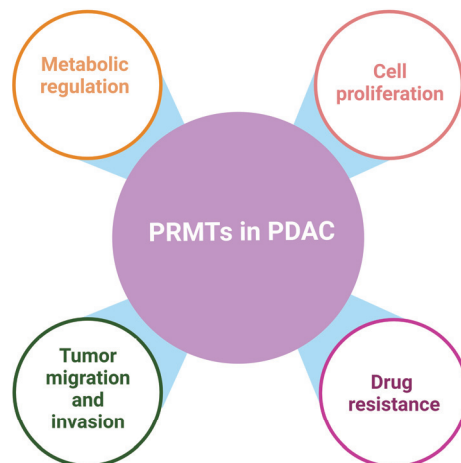 Metabolic
regulation
Cell
proliferation
PRMTs in PDAC
Tumor
migration
and
invasion
Drug
resistance